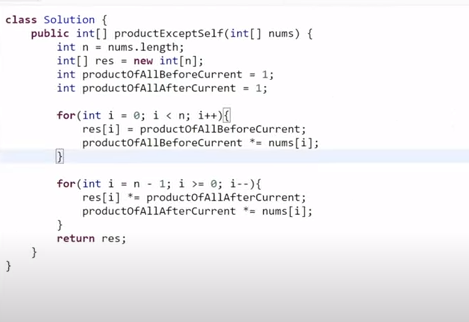 class Solution {
    public int[] productExceptSelf(int[] nums) {
        int n = nums.length;
        int[] res = new int[n];
        int productOfAllBeforeCurrent = 1;
        int productOfAllAfterCurrent = 1;

        for(int i = 0; i < n; i++){
            res[i] = productOfAllBeforeCurrent;
            productOfAllBeforeCurrent *= nums[i];
        }

        for(int i = n - 1; i >= 0; i--){
            res[i] *= productOfAllAfterCurrent;
            productOfAllAfterCurrent *= nums[i];
        }
        return res;
    }
}